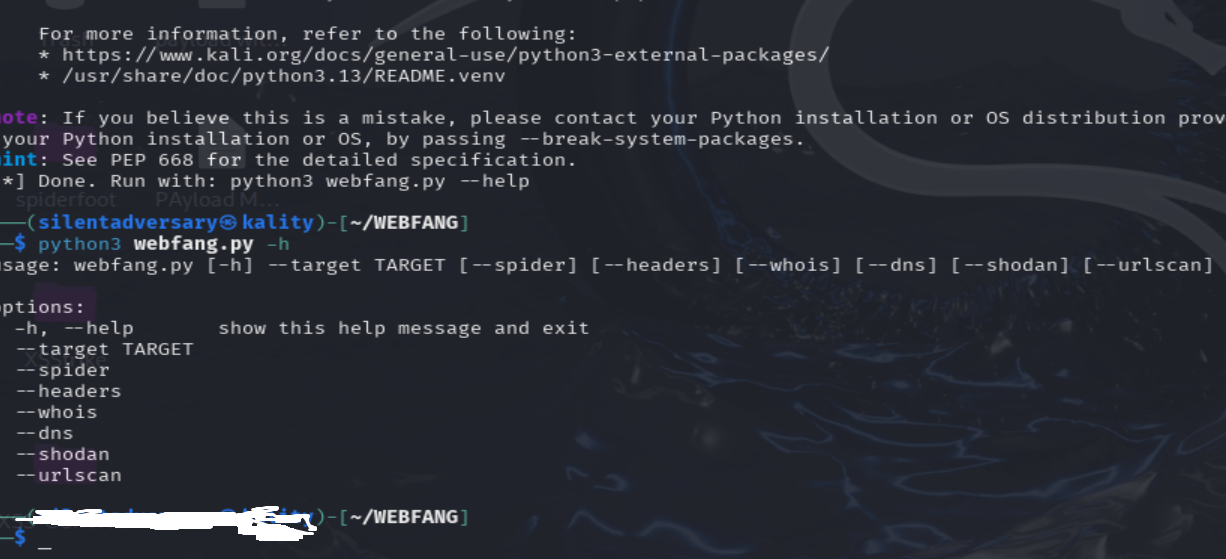 For more information, refer to the following:
* https://www.kali.org/docs/general-use/python3-external-packages/
* /usr/share/doc/python3.13/README.venv
ote: If you believe this is a mistake, please contact your Python installation or OS distribution prov
your Python installation or OS, by passing --break-system-packages.
int: See PEP 668 for the detailed specification.
*] Done. Run with: python3 webfang.py --help
spiderfoot PAyload M...
—(silentadversary㉿kality)-[~/WEBFANG]
—$ python3 webfang.py -h
usage: webfang.py [-h] --target TARGET [--spider] [--headers] [--whois] [--dns] [--shodan] [--urlscan]
options:
-h, --help show this help message and exit
--target TARGET
--spider
--headers
--whois
--dns
--shodan
--urlscan
)-[~/WEBFANG]
—$ _